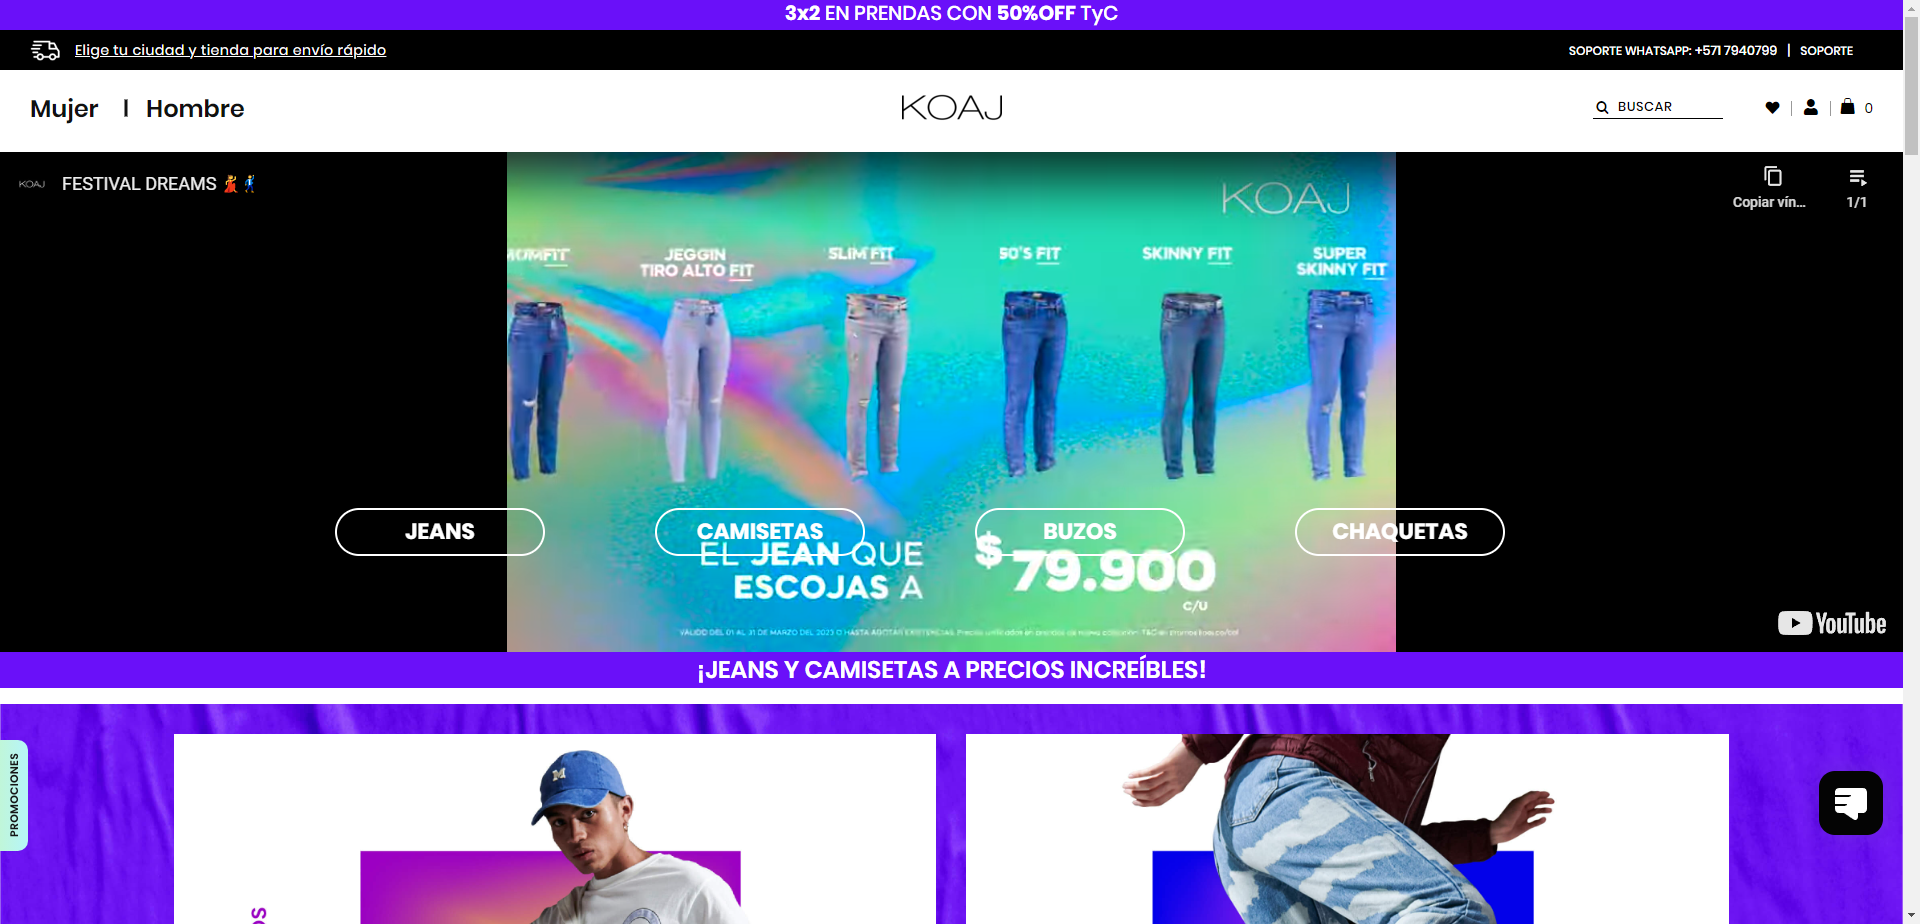 3x2 EN PRENDAS CON 50%OFF TyC
Elige tu ciudad y tienda para envío rápido
SOPORTE WHATSAPP: +571 7940799 | SOPORTE
Mujer | Hombre
KOAJ
BUSCAR
0
KOAJ
FESTIVAL DREAMS
Copiar vín...
1/1
KOAJ
MOMFIT
JEGGIN
TIRO ALTO FIT
SLIM FIT
90'S FIT
SKINNY FIT
SUPER
SKINNY FIT
JEANS
CAMISETAS
BUZOS
CHAQUETAS
EL JEAN QUE
ESCOJAS A
$79.900
C/U
VÁLIDO DEL 01 AL 31 DE MARZO DEL 2023 O HASTA AGOTAR EXISTENCIAS.
YouTube
¡JEANS Y CAMISETAS A PRECIOS INCREÍBLES!
PROMOCIONES
M
OS